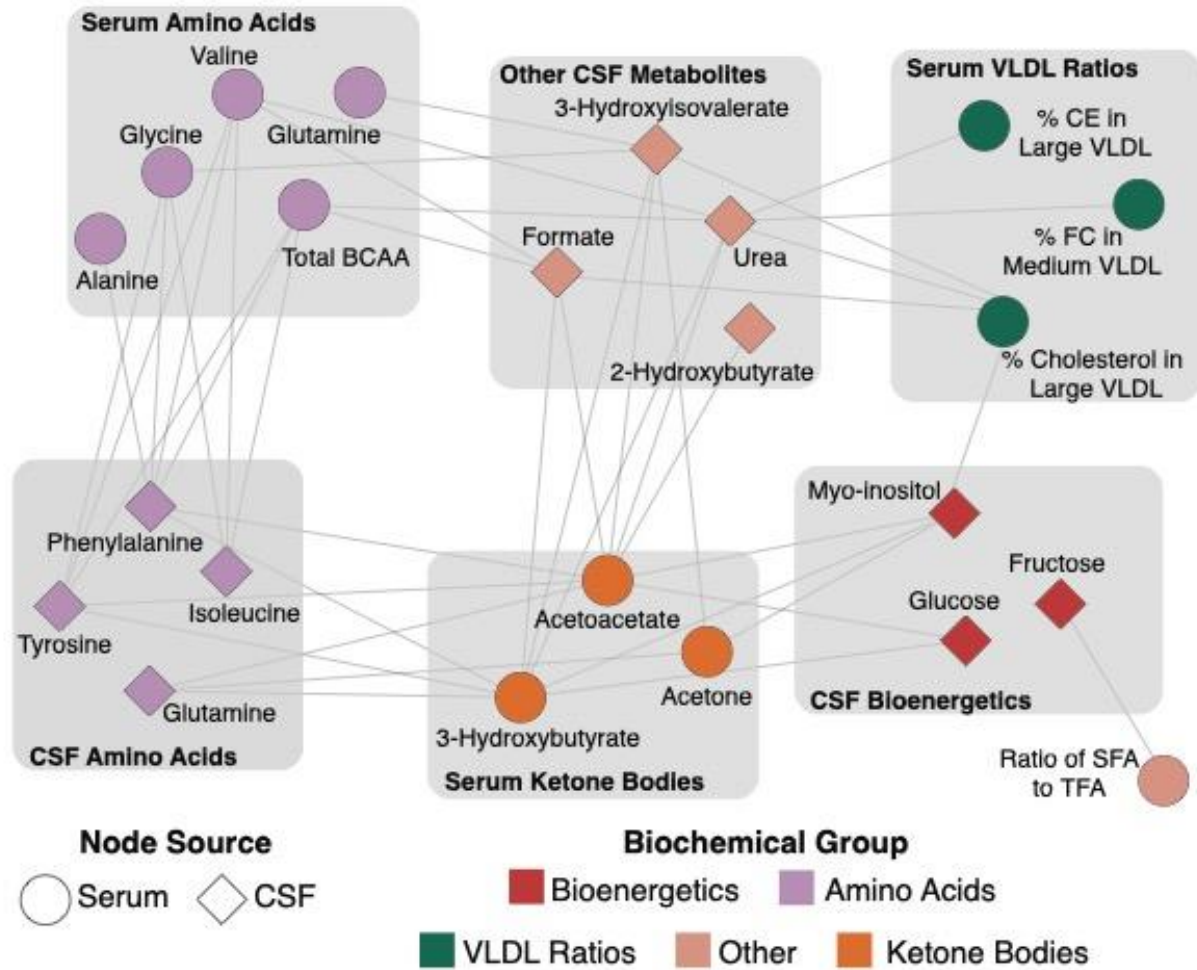 Serum Amino Acids
Valine
Glycine
Glutamine
Alanine
Total BCAA
Other CSF Metabolites
3-Hydroxyisovalerate
Formate
Urea
2-Hydroxybutyrate
Serum VLDL Ratios
% CE in
Large VLDL
% FC in
Medium VLDL
% Cholesterol in
Large VLDL
Phenylalanine
Isoleucine
Tyrosine
Glutamine
CSF Amino Acids
Acetoacetate
Acetone
3-Hydroxybutyrate
Serum Ketone Bodies
Myo-inositol
Fructose
Glucose
CSF Bioenergetics
Ratio of SFA
to TFA
Node Source
Serum
CSF
Biochemical Group
Bioenergetics
Amino Acids
VLDL Ratios
Other
Ketone Bodies